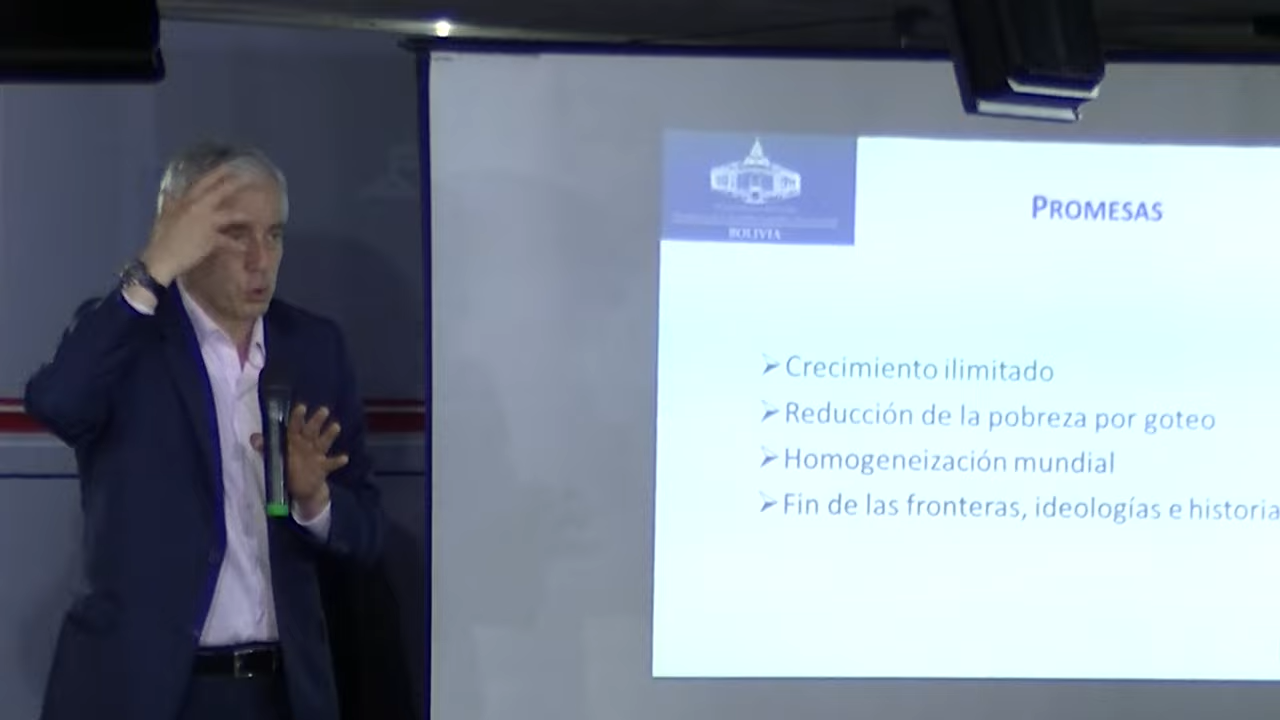 BOLIVIA
PROMESAS
Crecimiento ilimitado
Reducción de la pobreza por goteo
Homogeneización mundial
Fin de las fronteras, ideologías e historia